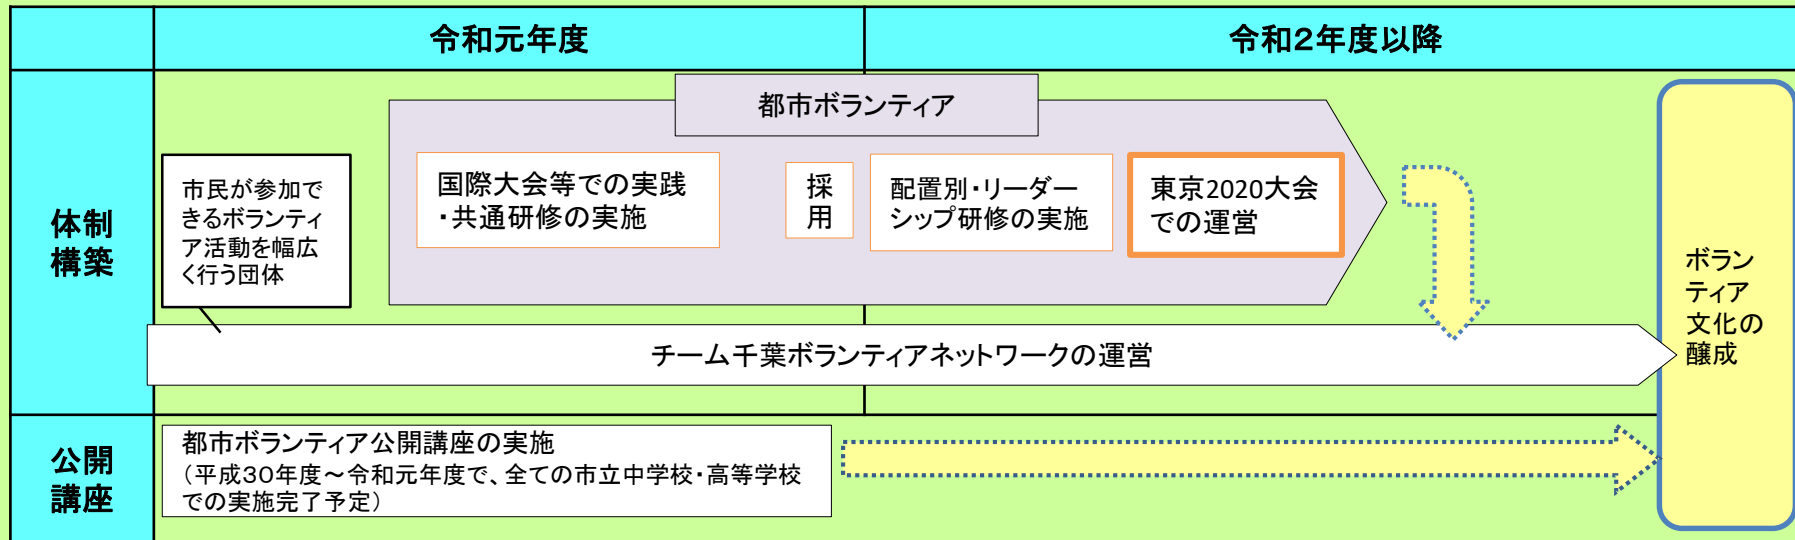 令和元年度
令和２年度以降
体制
構築
都市ボランティア
市民が参加で
きるボランティ
ア活動を幅広
く行う団体
国際大会等での実践
・共通研修の実施
採
用
配置別・リーダー
シップ研修の実施
東京2020大会
での運営
チーム千葉ボランティアネットワークの運営
ボラン
ティア
文化の
醸成
公開
講座
都市ボランティア公開講座の実施
（平成３０年度～令和元年度で、全ての市立中学校・高等学校
での実施完了予定）